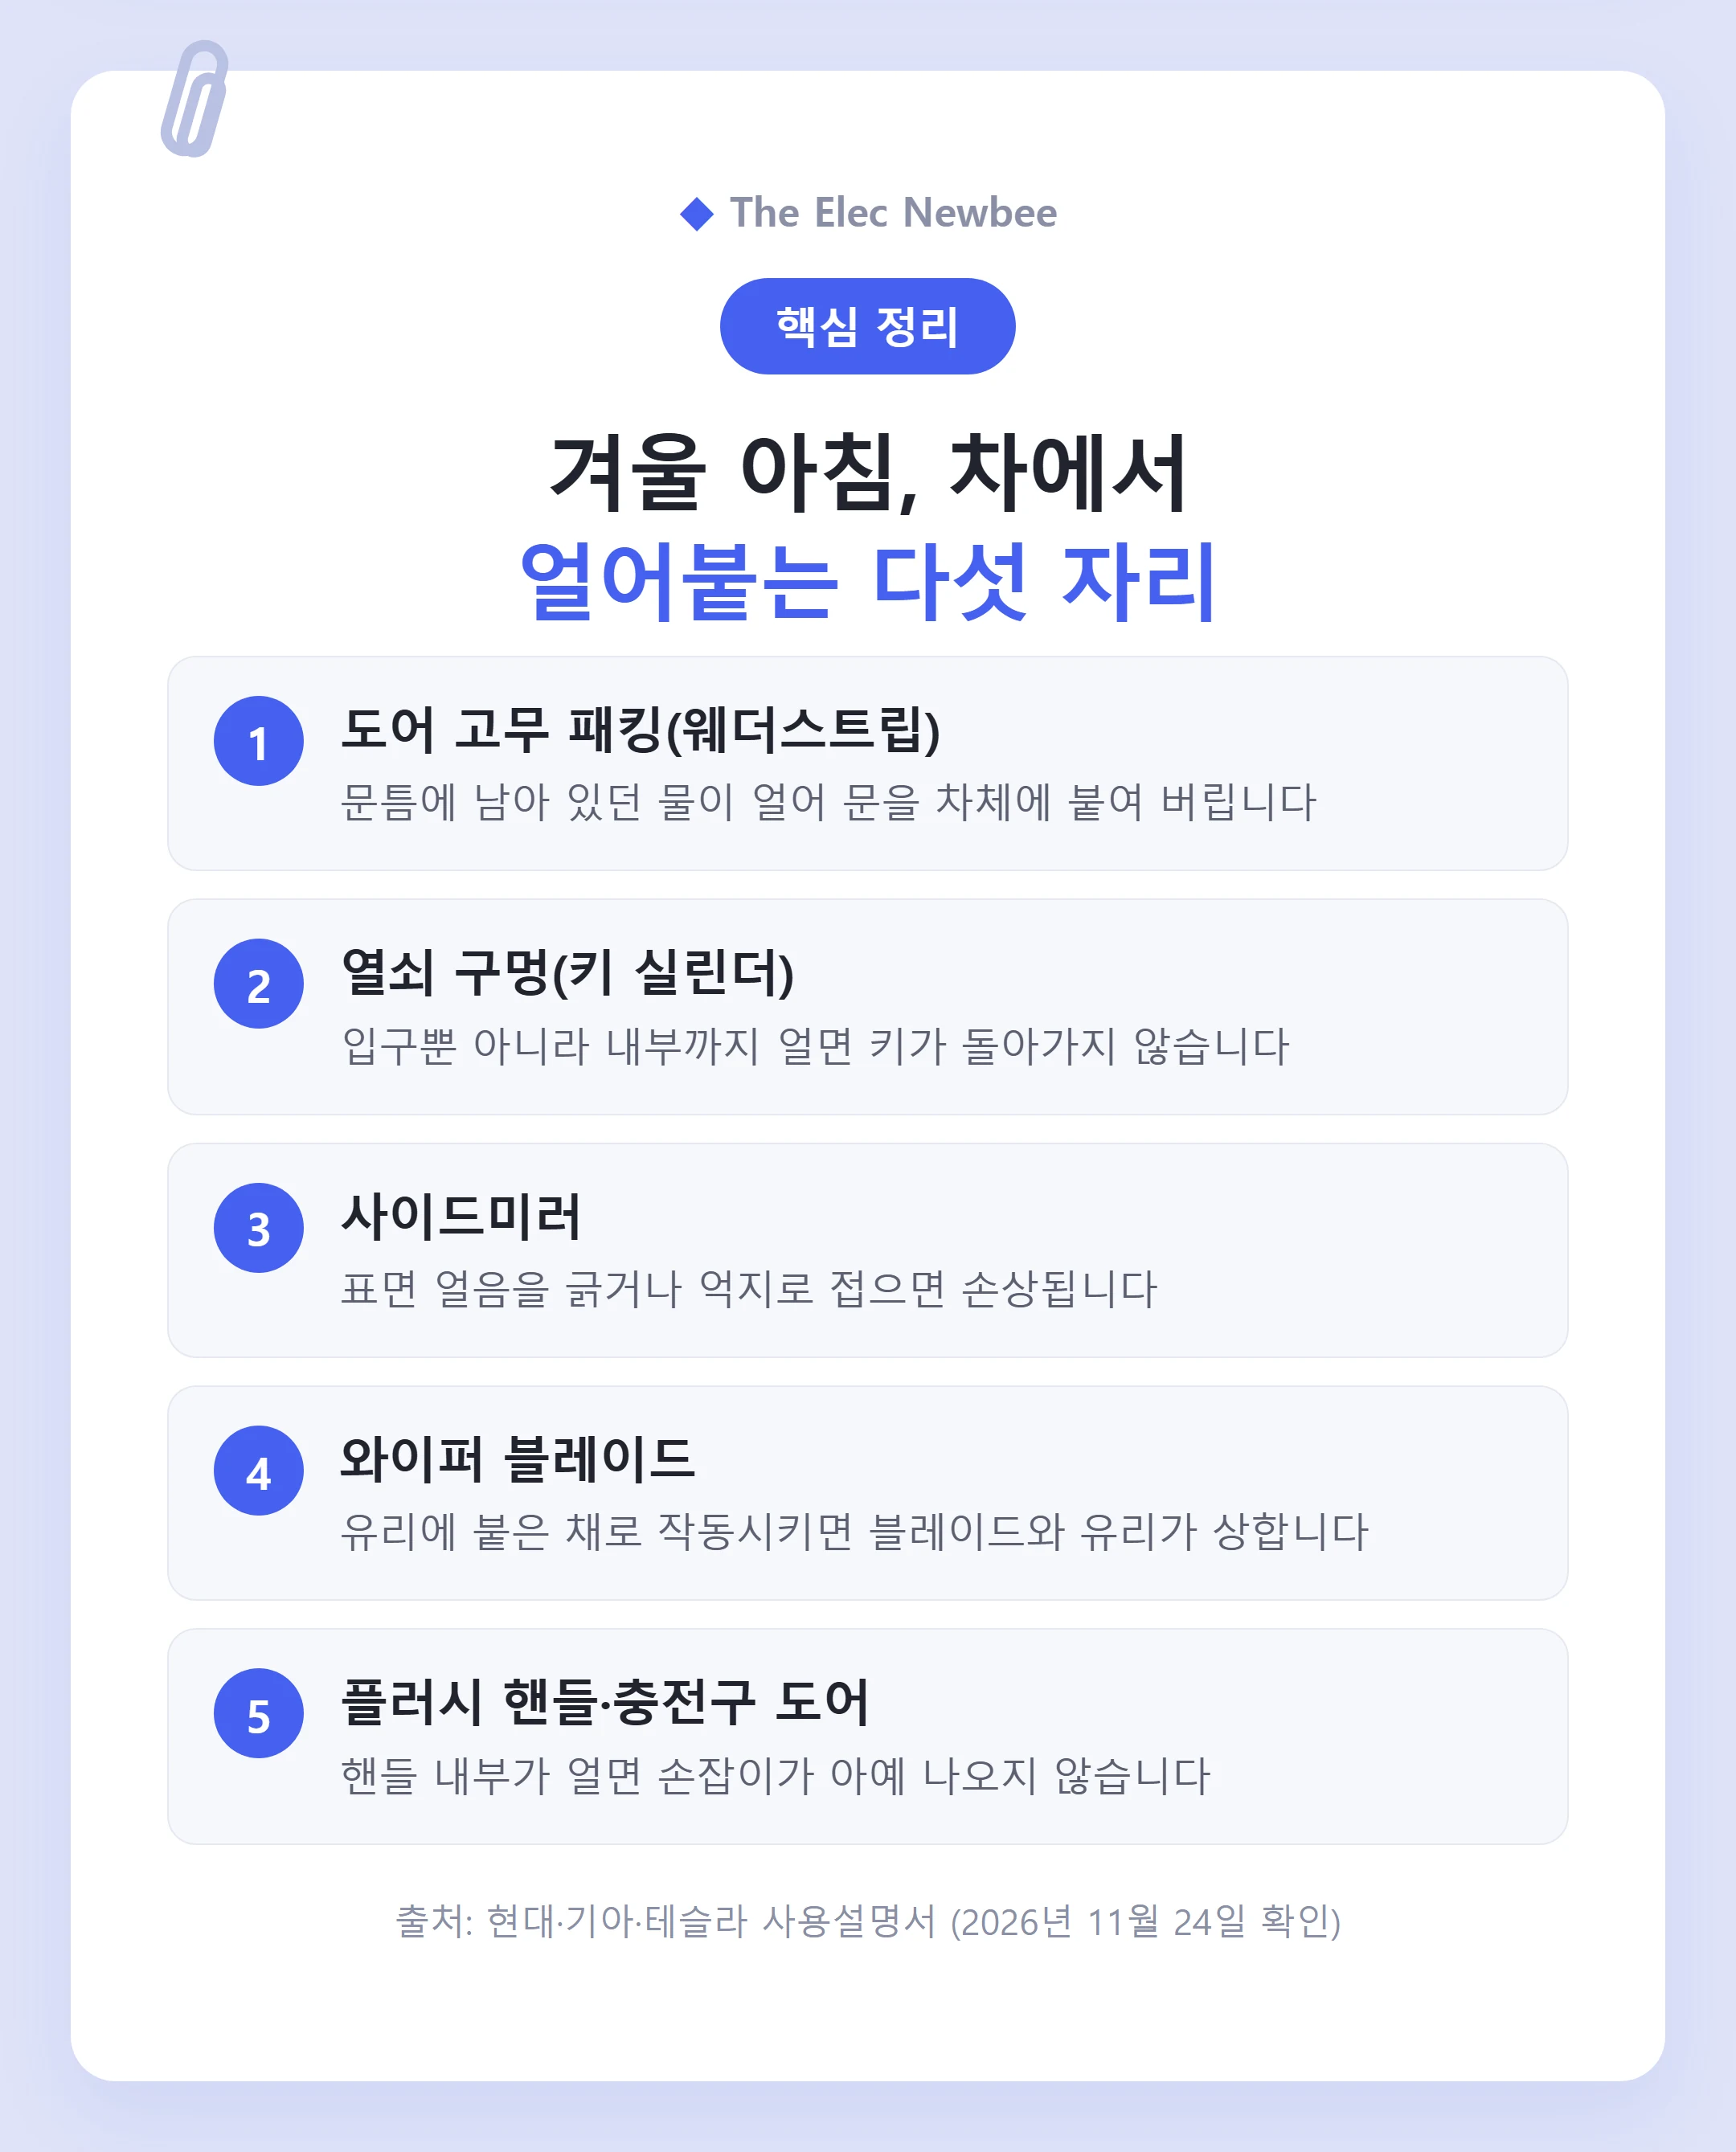 The Elec Newbee
핵심 정리
겨울 아침, 차에서
얼어붙는 다섯 자리
1
도어 고무 패킹(웨더스트립)
문틈에 남아 있던 물이 얼어 문을 차체에 붙여 버립니다
2
열쇠 구멍(키 실린더)
입구뿐 아니라 내부까지 얼면 키가 돌아가지 않습니다
3
사이드미러
표면 얼음을 긁거나 억지로 접으면 손상됩니다
4
와이퍼 블레이드
유리에 붙은 채로 작동시키면 블레이드와 유리가 상합니다
5
플러시 핸들·충전구 도어
핸들 내부가 얼면 손잡이가 아예 나오지 않습니다
출처: 현대·기아·테슬라 사용설명서 (2026년 11월 24일 확인)